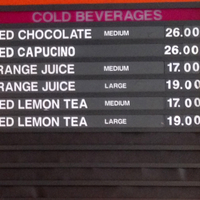 COLD BEVERAGES
ED CHOCOLATE MEDIUM 26.00
ED CAPUCINO 26.00
RANGE JUICE MEDIUM 17.00
RANGE JUICE LARGE 19.00
ED LEMON TEA MEDIUM 17.00
ED LEMON TEA LARGE 19.00